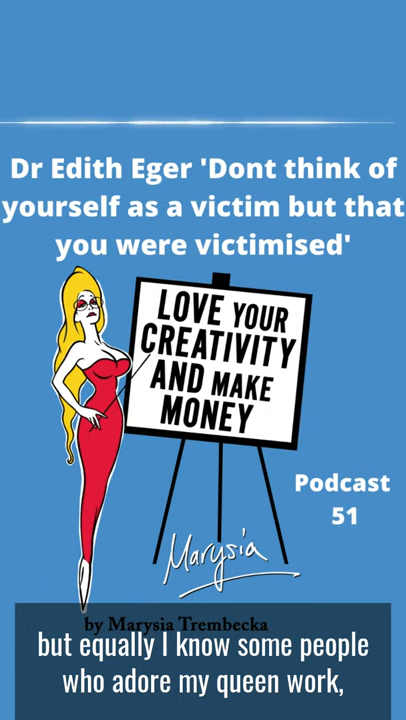 Dr Edith Eger 'Dont think of
yourself as a victim but that
you were victimised'
LOVE YOUR
CREATIVITY
AND MAKE
MONEY
Podcast
51
Marysia
by Marysia Trembecka
but equally I know some people
who adore my queen work,